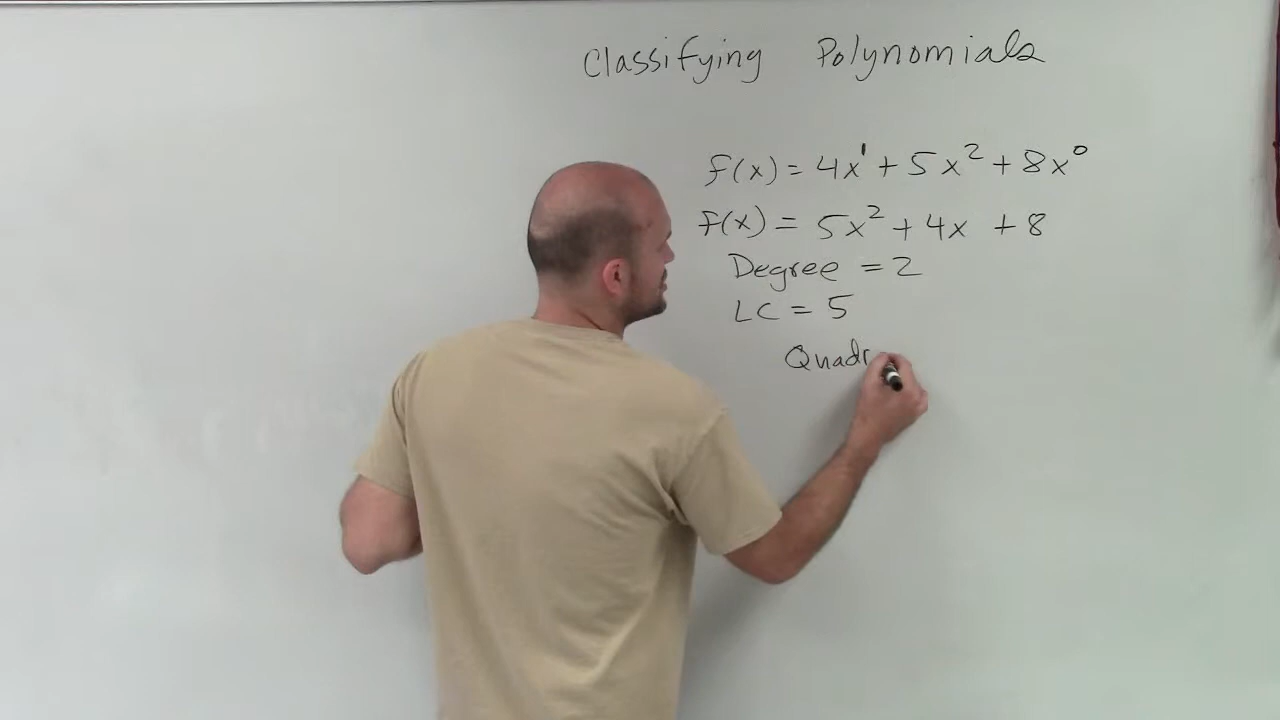 Classifying Polynomials
f(x) = 4x¹ + 5x² + 8x⁰
f(x) = 5x² + 4x + 8
Degree = 2
LC = 5
Quadr